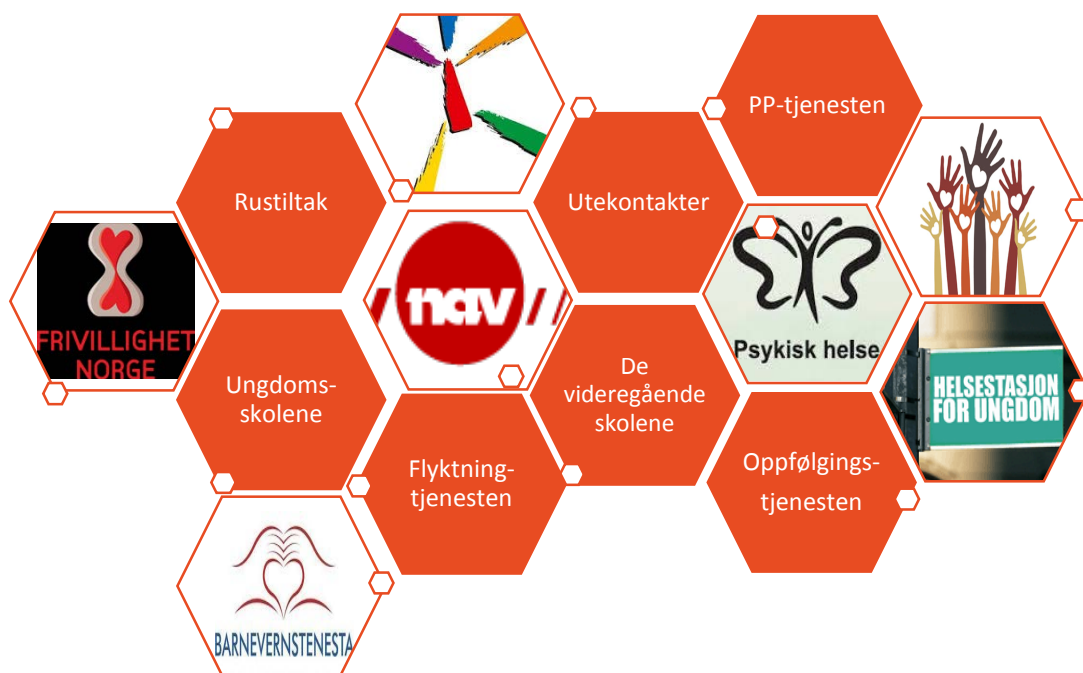 PP-tjenesten
Rustiltak
Utekontakter
FRIVILLIGHET
NORGE
nav
Psykisk helse
HELSESTASJON
FOR UNGDOM
Ungdoms-
skolene
De
videregående
skolene
Flyktning-
tjenesten
Oppfølgings-
tjenesten
BARNEVERNSTENESTA